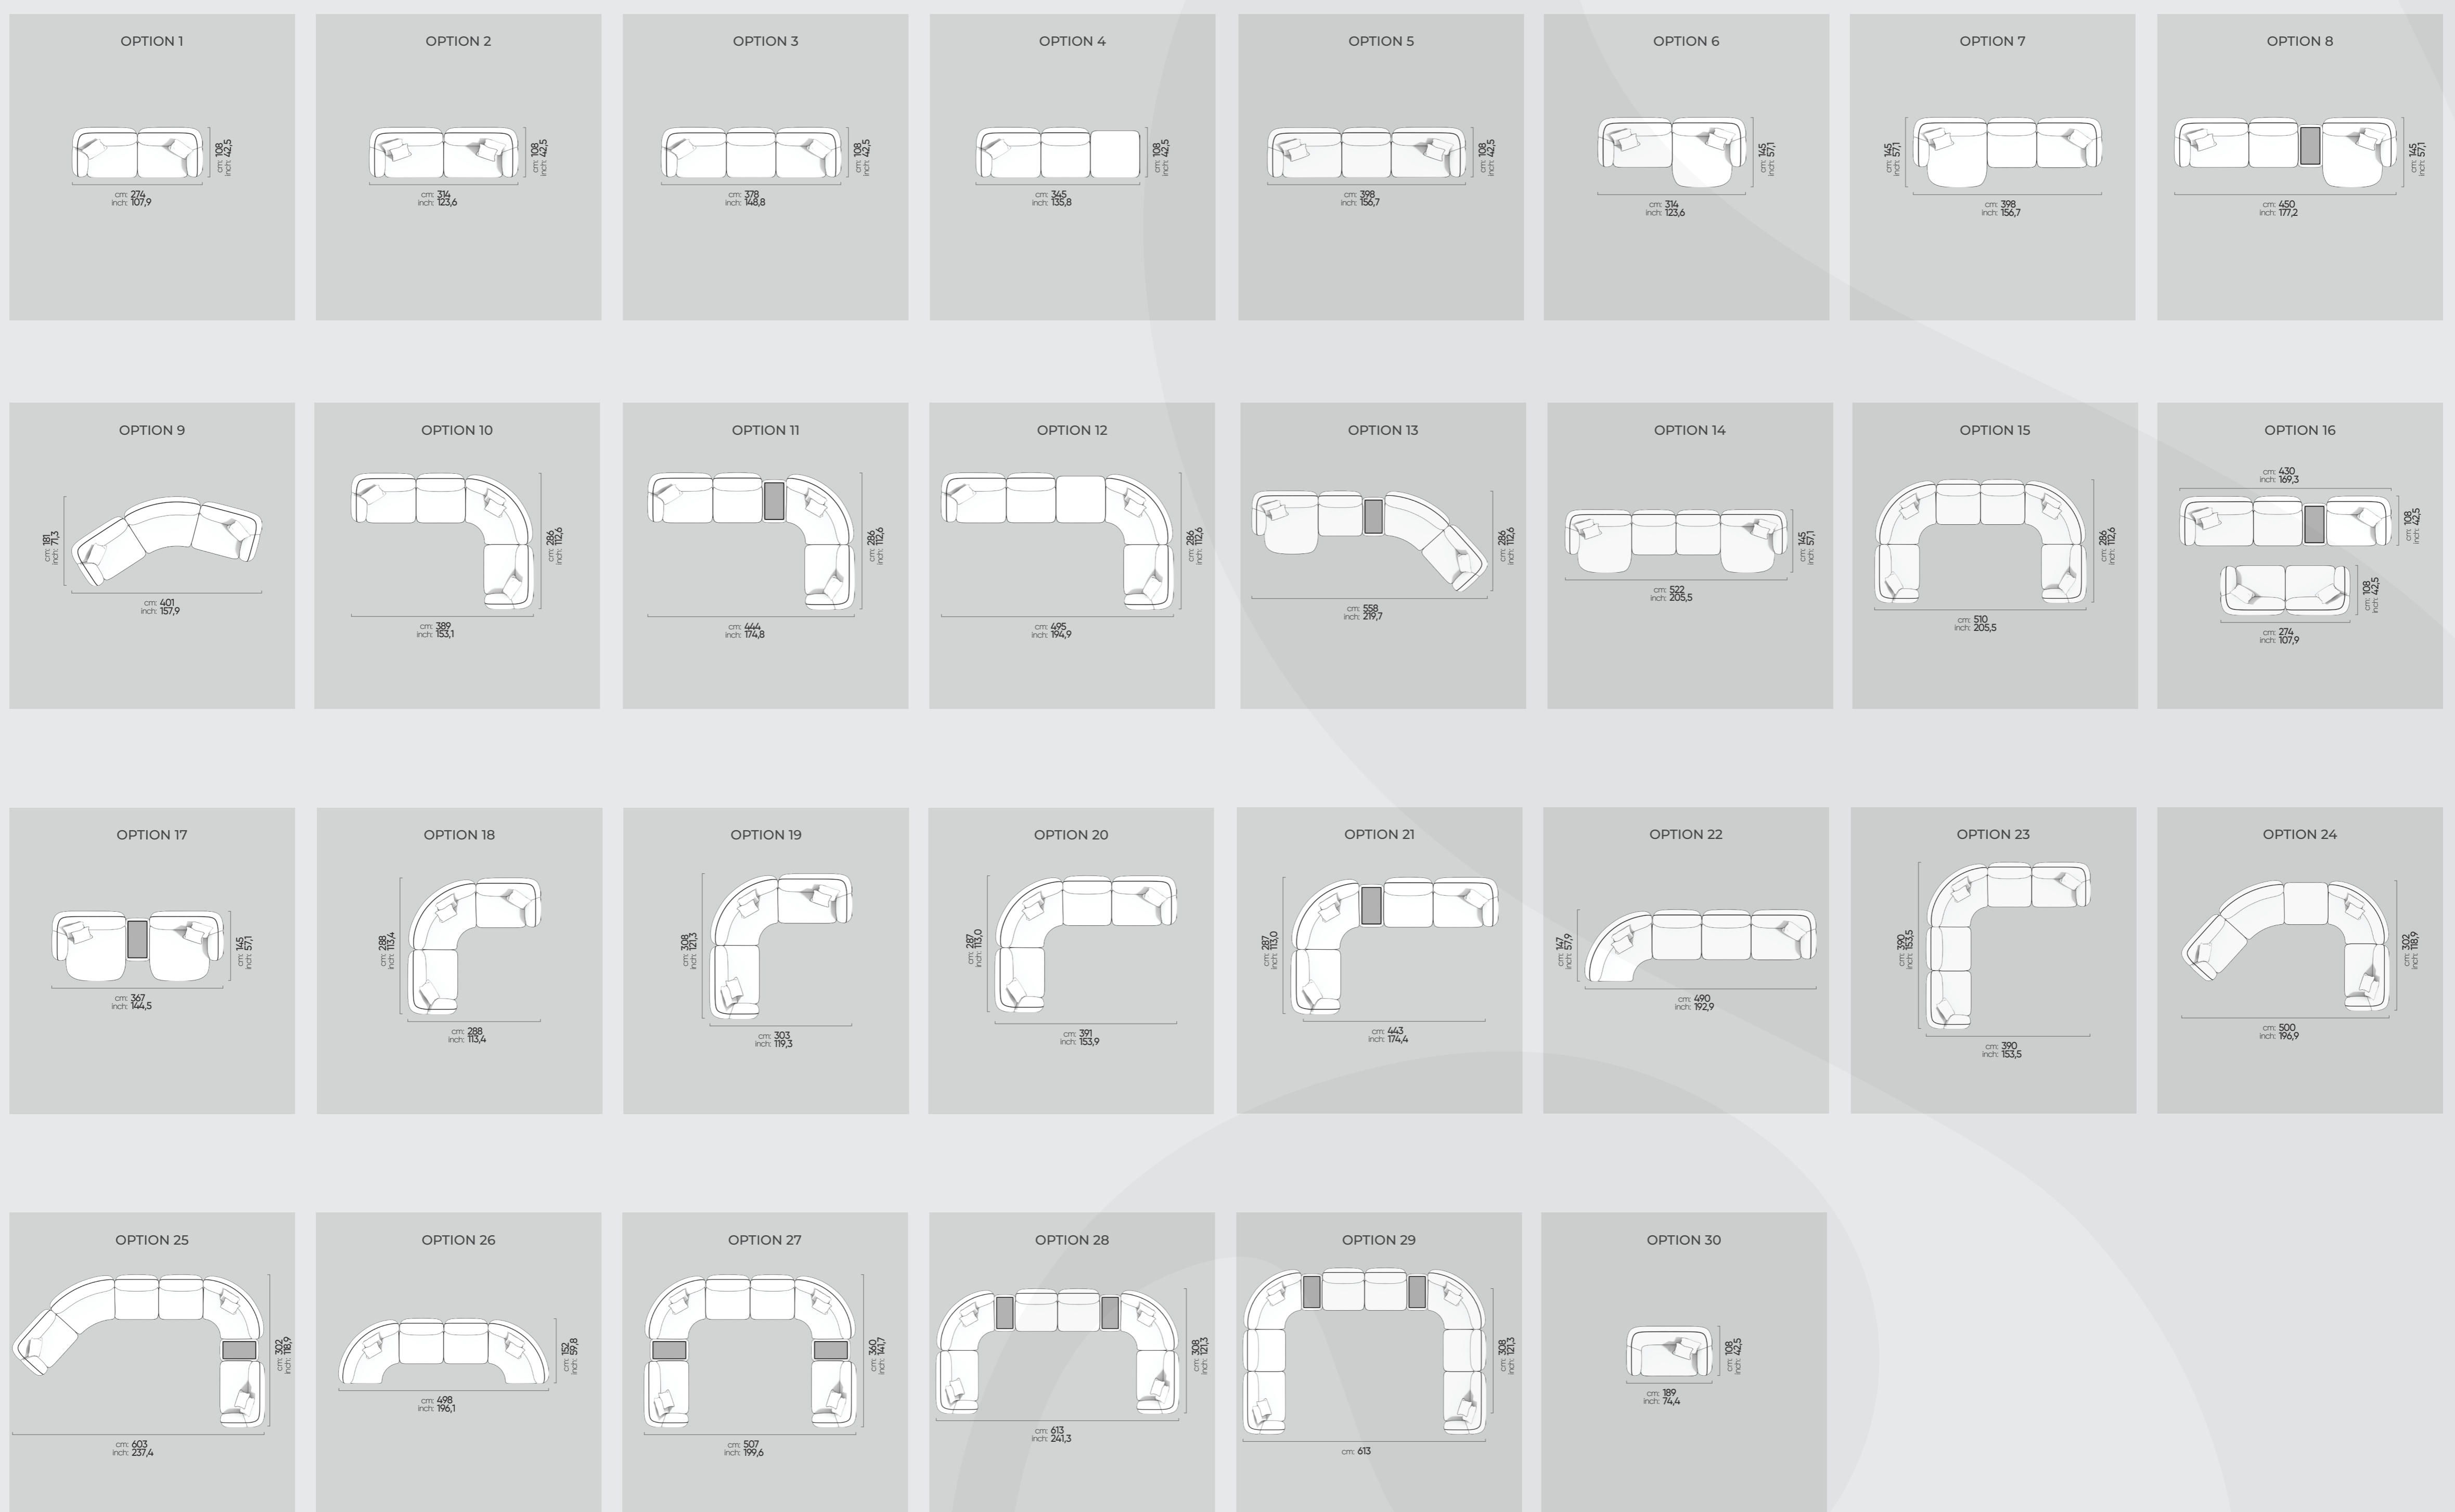 OPTION 1
cm: 108
inch: 42,5
cm: 274
inch: 107,9
OPTION 2
cm: 108
inch: 42,5
cm: 314
inch: 123,6
OPTION 3
cm: 108
inch: 42,5
cm: 378
inch: 148,8
OPTION 4
cm: 108
inch: 42,5
cm: 345
inch: 135,8
OPTION 5
cm: 108
inch: 42,5
cm: 398
inch: 156,7
OPTION 6
cm: 145
inch: 57,1
cm: 314
inch: 123,6
OPTION 7
cm: 145
inch: 57,1
cm: 398
inch: 156,7
OPTION 8
cm: 145
inch: 57,1
cm: 450
inch: 177,2
OPTION 9
cm: 181
inch: 71,3
cm: 401
inch: 157,9
OPTION 10
cm: 286
inch: 112,6
cm: 389
inch: 153,1
OPTION 11
cm: 286
inch: 112,6
cm: 444
inch: 174,8
OPTION 12
cm: 286
inch: 112,6
cm: 495
inch: 194,9
OPTION 13
cm: 286
inch: 112,6
cm: 558
inch: 219,7
OPTION 14
cm: 145
inch: 57,1
cm: 522
inch: 205,5
OPTION 15
cm: 286
inch: 112,6
cm: 510
inch: 205,5
OPTION 16
cm: 430
inch: 169,3
cm: 108
inch: 42,5
cm: 108
inch: 42,5
cm: 274
inch: 107,9
OPTION 17
cm: 145
inch: 57,1
cm: 367
inch: 144,5
OPTION 18
cm: 288
inch: 113,4
cm: 288
inch: 113,4
OPTION 19
cm: 308
inch: 121,3
cm: 303
inch: 119,3
OPTION 20
cm: 287
inch: 113,0
cm: 391
inch: 153,9
OPTION 21
cm: 287
inch: 113,0
cm: 443
inch: 174,4
OPTION 22
cm: 147
inch: 57,9
cm: 490
inch: 192,9
OPTION 23
cm: 390
inch: 153,5
cm: 390
inch: 153,5
OPTION 24
cm: 302
inch: 118,9
cm: 500
inch: 196,9
OPTION 25
cm: 302
inch: 118,9
cm: 603
inch: 237,4
OPTION 26
cm: 152
inch: 59,8
cm: 498
inch: 196,1
OPTION 27
cm: 360
inch: 141,7
cm: 507
inch: 199,6
OPTION 28
cm: 308
inch: 121,3
cm: 613
inch: 241,3
OPTION 29
cm: 308
inch: 121,3
cm: 613
OPTION 30
cm: 108
inch: 42,5
cm: 189
inch: 74,4